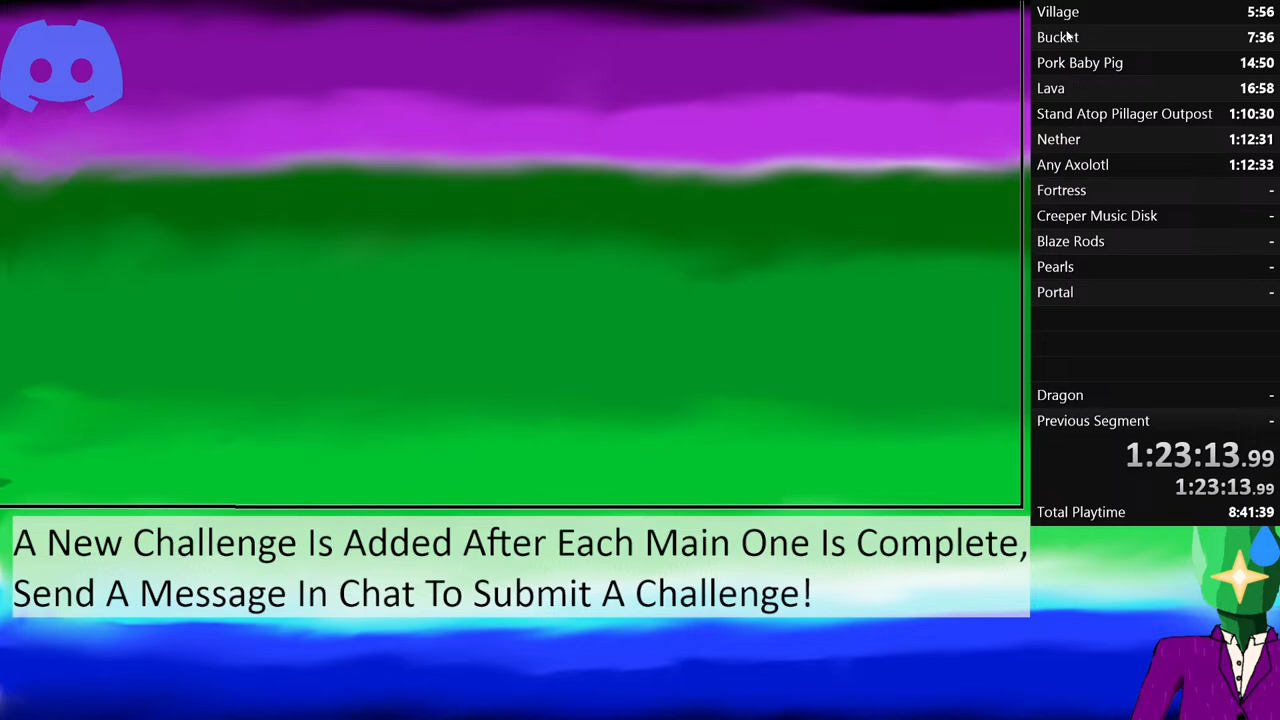 Village 5:56
Bucket 7:36
Pork Baby Pig 14:50
Lava 16:58
Stand Atop Pillager Outpost 1:10:30
Nether 1:12:31
Any Axolotl 1:12:33
Fortress -
Creeper Music Disk -
Blaze Rods -
Pearls -
Portal -
Dragon -
Previous Segment -
1:23:13.99
1:23:13.99
Total Playtime 8:41:39
A New Challenge Is Added After Each Main One Is Complete,
Send A Message In Chat To Submit A Challenge!